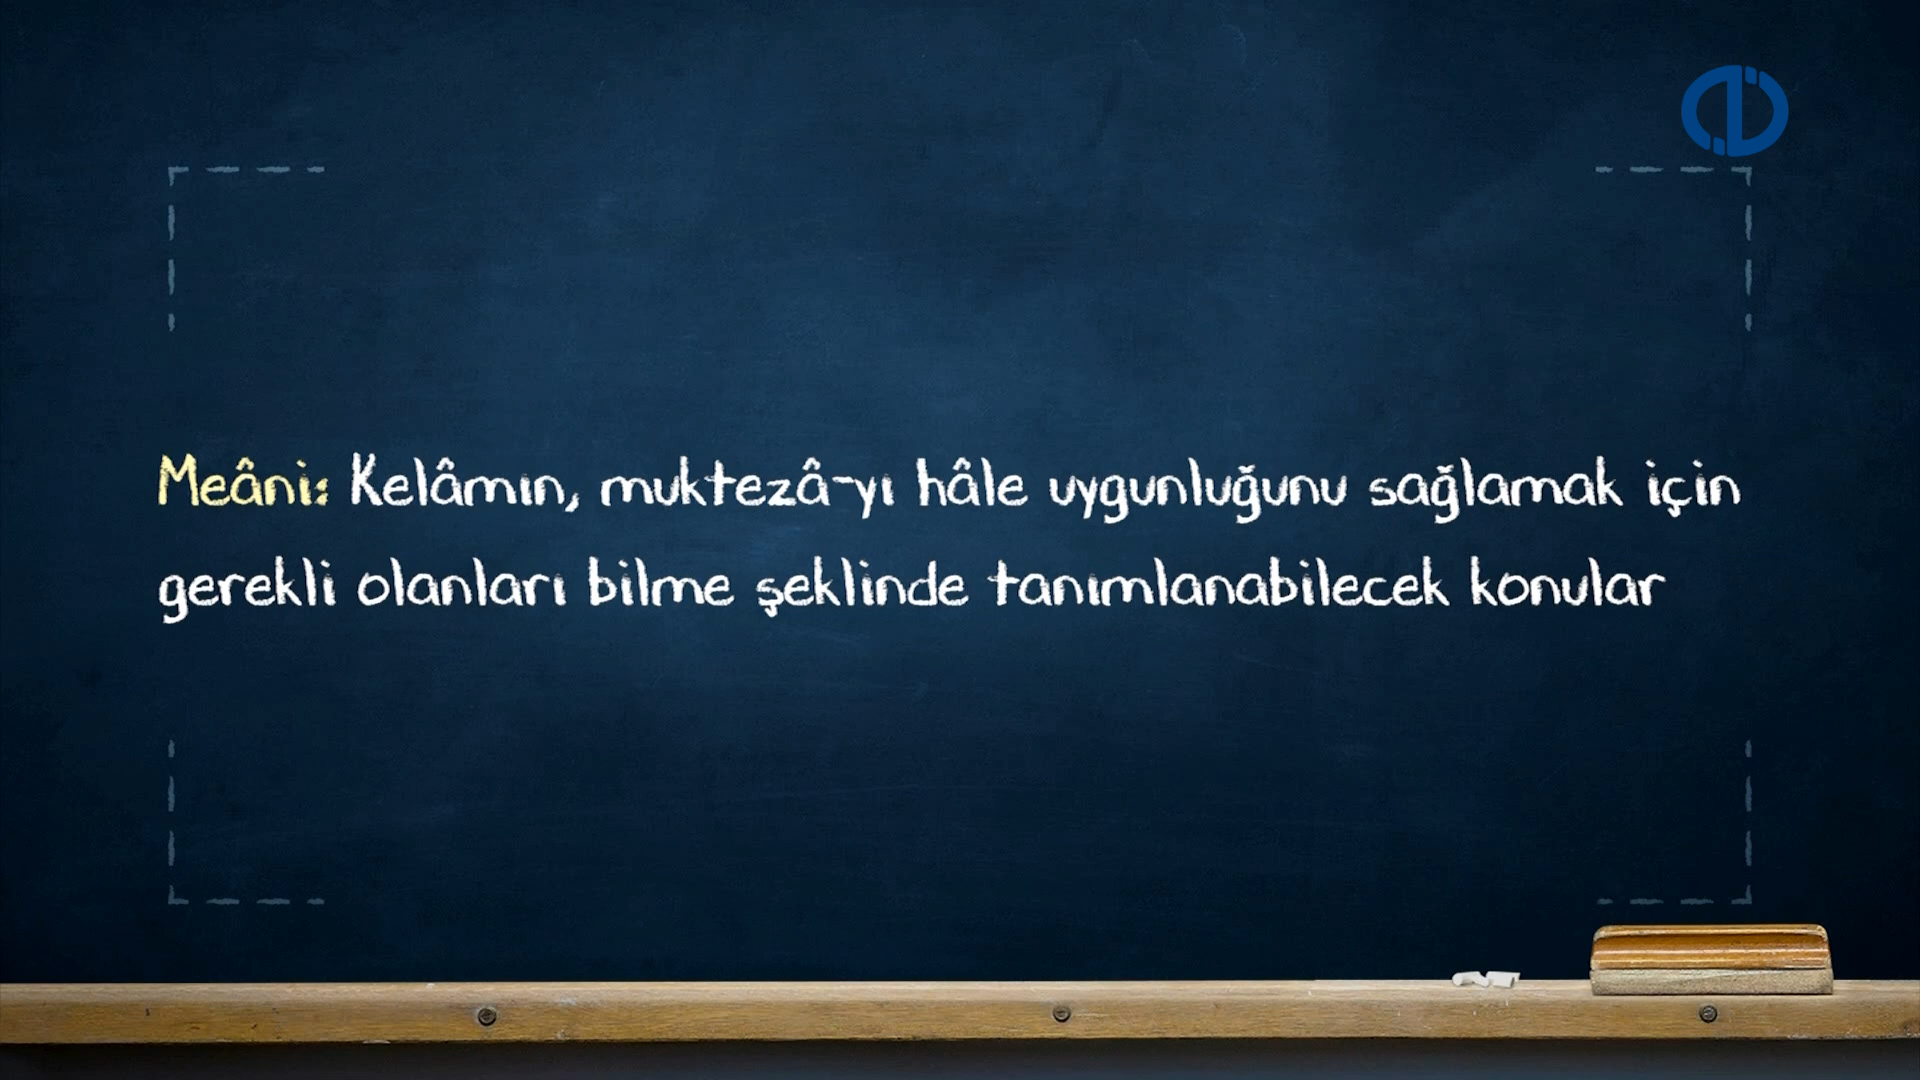 Meâni: Kelâmın, muktezâ-yı hâle uygunluğunu sağlamak için
gerekli olanları bilme şeklinde tanımlanabilecek konular